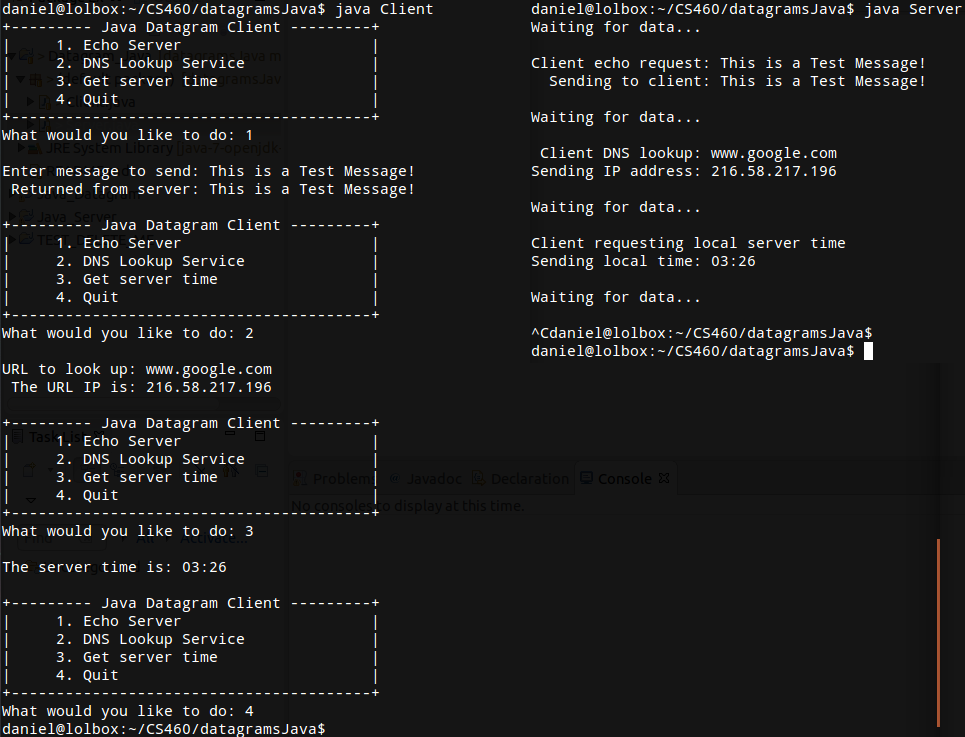 daniel@lolbox:~/CS460/datagramsJava$ java Client
+--------- Java Datagram Client ---------+
|     1. Echo Server                     |
|     2. DNS Lookup Service              |
|     3. Get server time                 |
|     4. Quit                            |
+----------------------------------------+
What would you like to do: 1
Enter message to send: This is a Test Message!
Returned from server: This is a Test Message!
+--------- Java Datagram Client ---------+
|     1. Echo Server                     |
|     2. DNS Lookup Service              |
|     3. Get server time                 |
|     4. Quit                            |
+----------------------------------------+
What would you like to do: 2
URL to look up: www.google.com
The URL IP is: 216.58.217.196
+--------- Java Datagram Client ---------+
|     1. Echo Server                     |
|     2. DNS Lookup Service              |
|     3. Get server time                 |
|     4. Quit                            |
+----------------------------------------+
What would you like to do: 3
The server time is: 03:26
+--------- Java Datagram Client ---------+
|     1. Echo Server                     |
|     2. DNS Lookup Service              |
|     3. Get server time                 |
|     4. Quit                            |
+----------------------------------------+
What would you like to do: 4
daniel@lolbox:~/CS460/datagramsJava$
daniel@lolbox:~/CS460/datagramsJava$ java Server
Waiting for data...
Client echo request: This is a Test Message!
Sending to client: This is a Test Message!
Waiting for data...
Client DNS lookup: www.google.com
Sending IP address: 216.58.217.196
Waiting for data...
Client requesting local server time
Sending local time: 03:26
Waiting for data...
^Cdaniel@lolbox:~/CS460/datagramsJava$
daniel@lolbox:~/CS460/datagramsJava$
JRE System Library [java-7-openjdk
Java_Server
Task List
Problem
Javadoc
Declaration
Console
No consoles to display at this time.